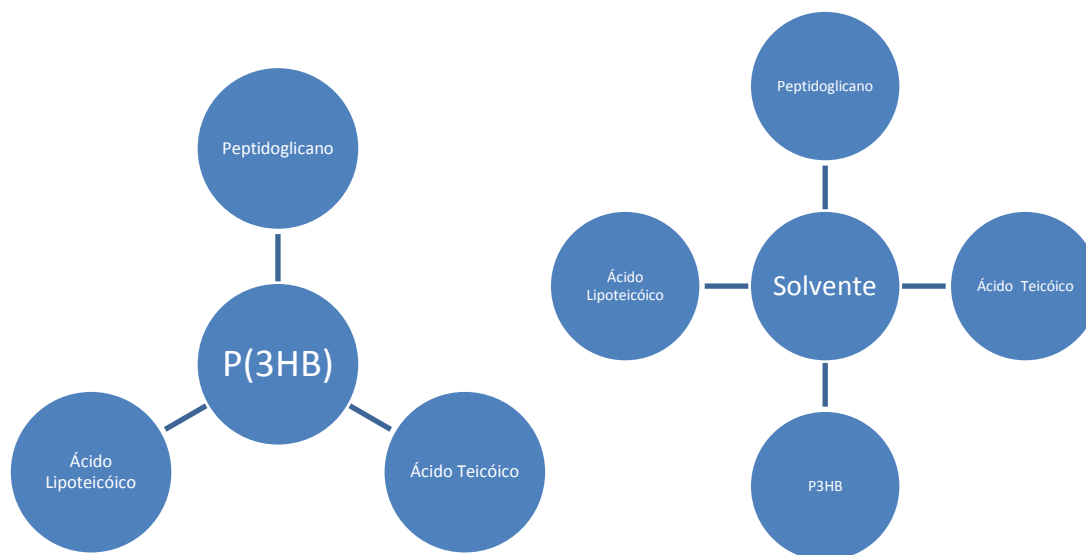 Peptidoglicano
P(3HB)
Ácido
Lipoteicóico
Ácido Teicóico
Peptidoglicano
Ácido
Lipoteicóico
Solvente
Ácido Teicóico
P3HB